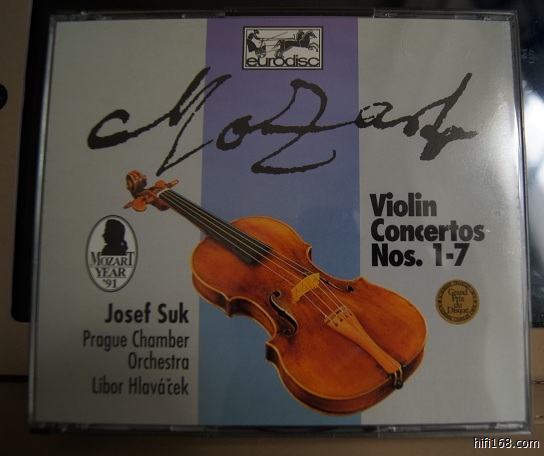 eurodisc
Mozart
Violin
Concertos
Nos. 1-7
MOZART
YEAR
'91
Grand
Prix du
Disque
Josef Suk
Prague Chamber
Orchestra
Libor Hlaváček
hifi168.com